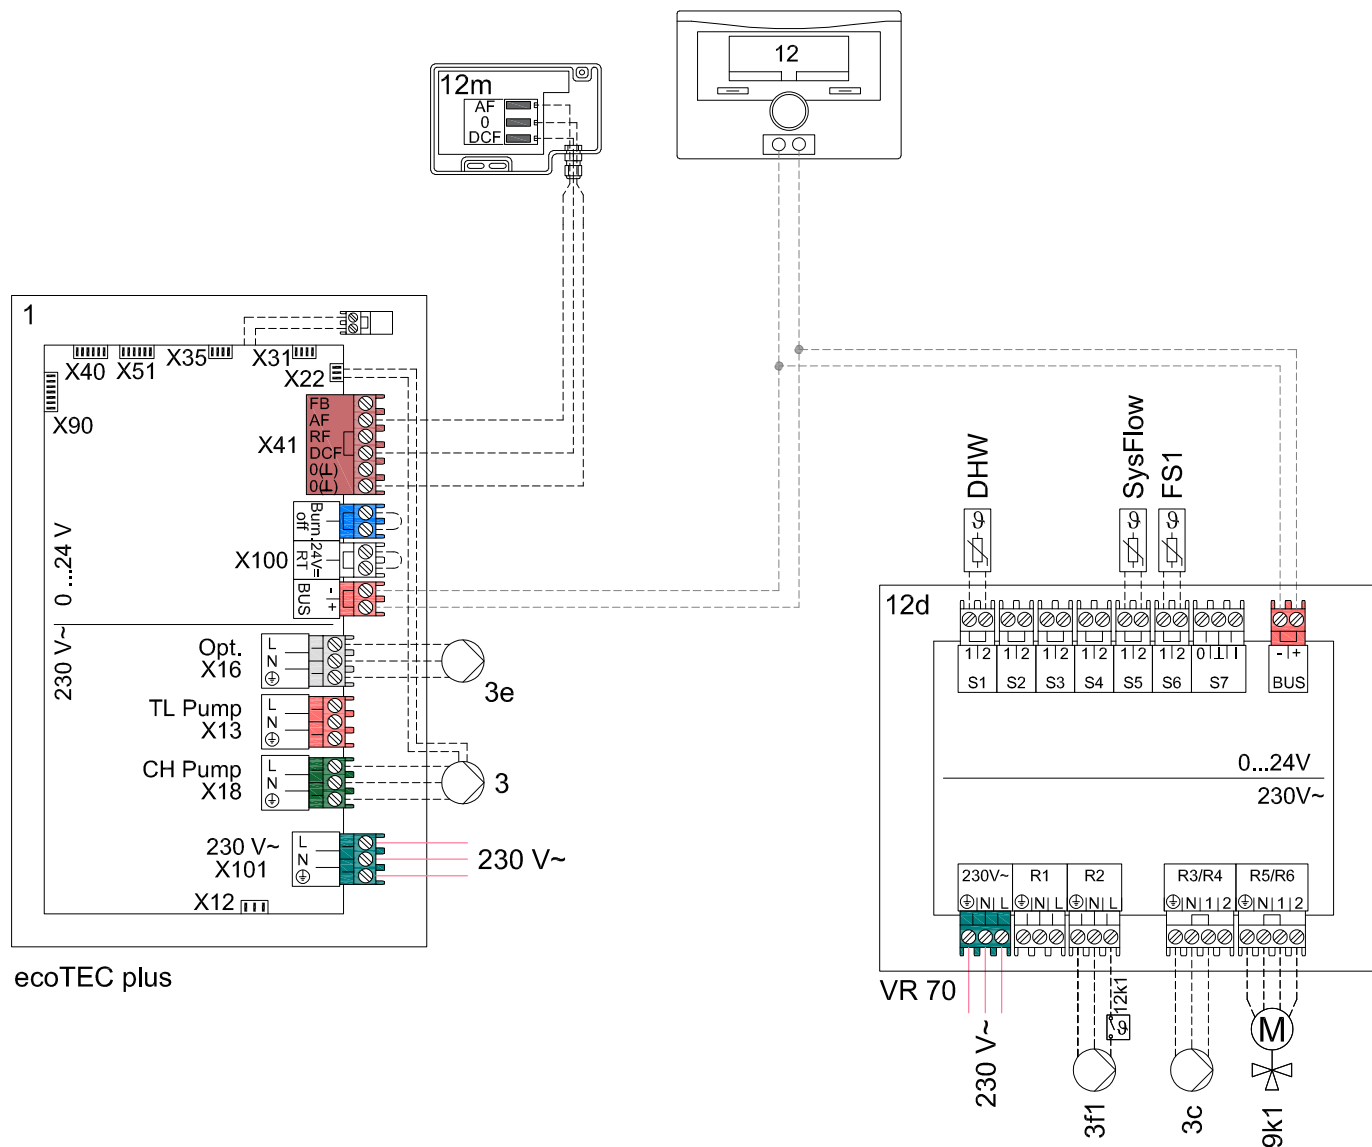 12
12m
AF
0
DCF
1
X40
X51
X35
X31
X22
X90
X41
FB
AF
RF
DCF
0(⊥)
0(⊥)
0...24 V
230 V~
X100
Burn.
off
24V=
RT
BUS
-
+
Opt.
X16
L
N
3e
TL Pump
X13
L
N
CH Pump
X18
L
N
3
230 V~
X101
L
N
230 V~
X12
ecoTEC plus
DHW
SysFlow
FS1
12d
1|2
1|2
1|2
1|2
1|2
1|2
0 ⊥ I
- +
S1
S2
S3
S4
S5
S6
S7
BUS
0...24V
230V~
230V~
R1
R2
R3/R4
R5/R6
N L
N L
N L
N 1 2
N 1 2
VR 70
230 V~
12k1
3f1
3c
M
9k1